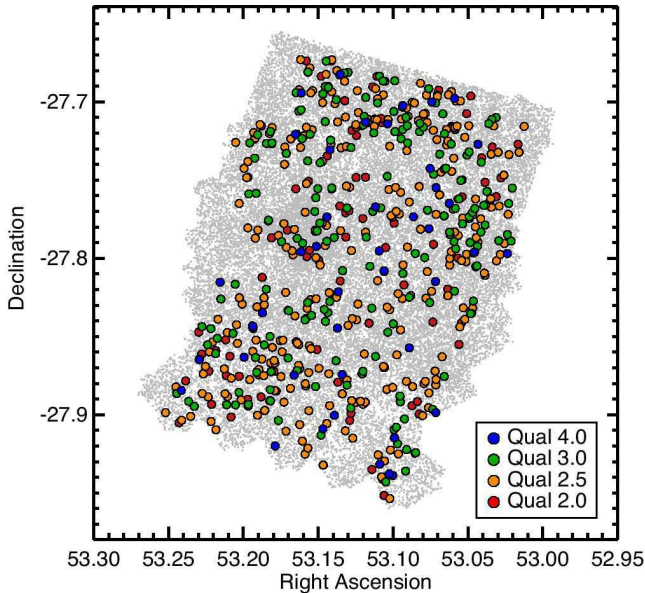 -27.7
-27.8
-27.9
Declination
Qual 4.0
Qual 3.0
Qual 2.5
Qual 2.0
53.30 53.25 53.20 53.15 53.10 53.05 53.00 52.95
Right Ascension